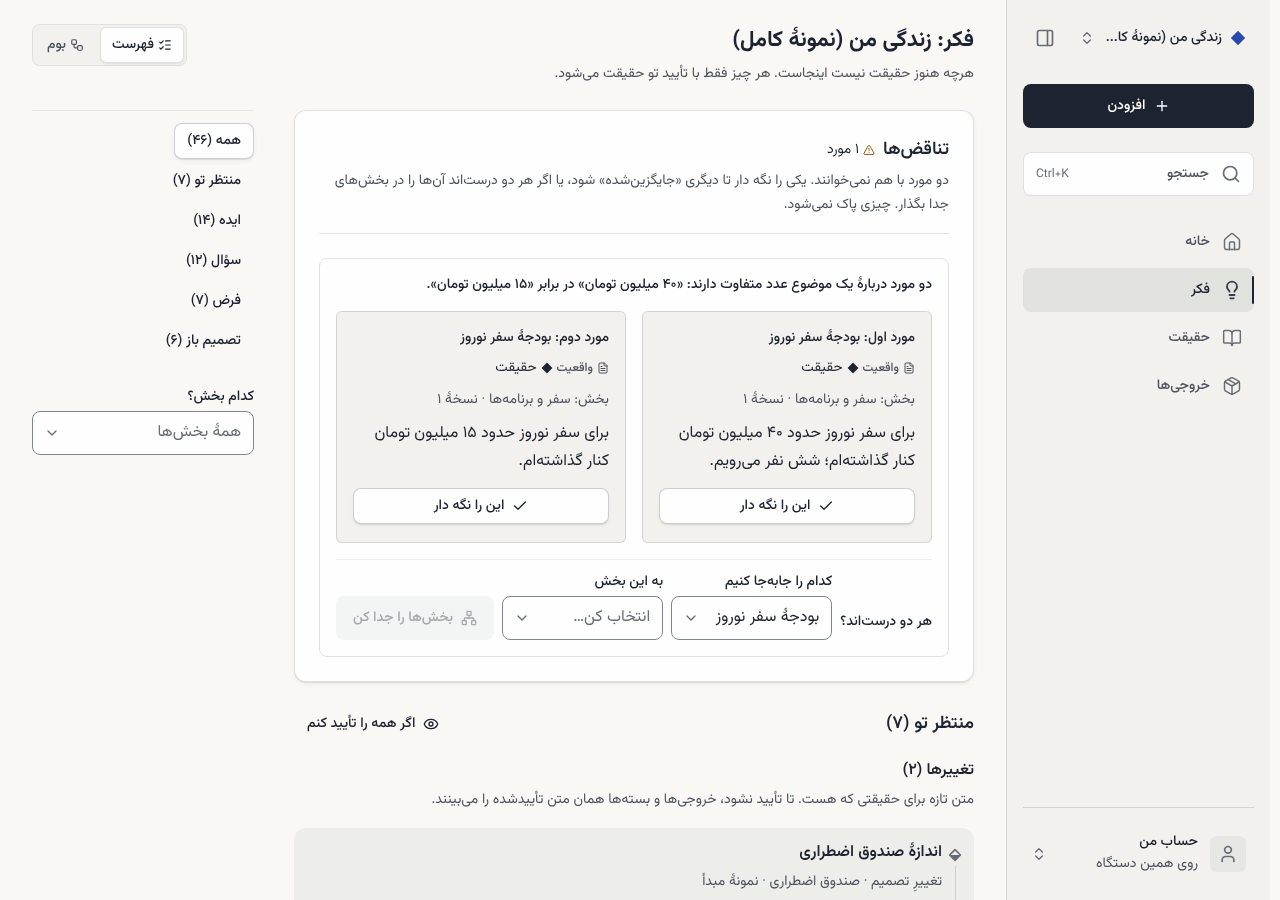 زندگی من (نمونهٔ کا...
افزودن
جستجو
Ctrl+K
خانه
فکر
حقیقت
خروجی‌ها
حساب من
روی همین دستگاه
فکر: زندگی من (نمونهٔ کامل)
هرچه هنوز حقیقت نیست اینجاست. هر چیز فقط با تأیید تو حقیقت می‌شود.
فهرست
بوم
تناقض‌ها ۱ مورد
دو مورد با هم نمی‌خوانند. یکی را نگه دار تا دیگری «جایگزین‌شده» شود، یا اگر هر دو درست‌اند آن‌ها را در بخش‌های
جدا بگذار. چیزی پاک نمی‌شود.
دو مورد دربارهٔ یک موضوع عدد متفاوت دارند: «۴۰ میلیون تومان» در برابر «۱۵ میلیون تومان».
مورد اول: بودجهٔ سفر نوروز
واقعیت حقیقت
بخش: سفر و برنامه‌ها · نسخهٔ ۱
برای سفر نوروز حدود ۴۰ میلیون تومان
کنار گذاشته‌ام؛ شش نفر می‌رویم.
این را نگه دار
مورد دوم: بودجهٔ سفر نوروز
واقعیت حقیقت
بخش: سفر و برنامه‌ها · نسخهٔ ۱
برای سفر نوروز حدود ۱۵ میلیون تومان
کنار گذاشته‌ام.
این را نگه دار
هر دو درست‌اند؟
کدام را جابه‌جا کنیم
بودجهٔ سفر نوروز
به این بخش
انتخاب کن...
بخش‌ها را جدا کن
منتظر تو (۷)
اگر همه را تأیید کنم
تغییرها (۲)
متن تازه برای حقیقتی که هست. تا تأیید نشود، خروجی‌ها و بسته‌ها همان متن تأییدشده را می‌بینند.
اندازهٔ صندوق اضطراری
تغییرِ تصمیم · صندوق اضطراری · نمونهٔ مبدأ
همه (۴۶)
منتظر تو (۷)
ایده (۱۴)
سؤال (۱۲)
فرض (۷)
تصمیم باز (۶)
کدام بخش؟
همهٔ بخش‌ها